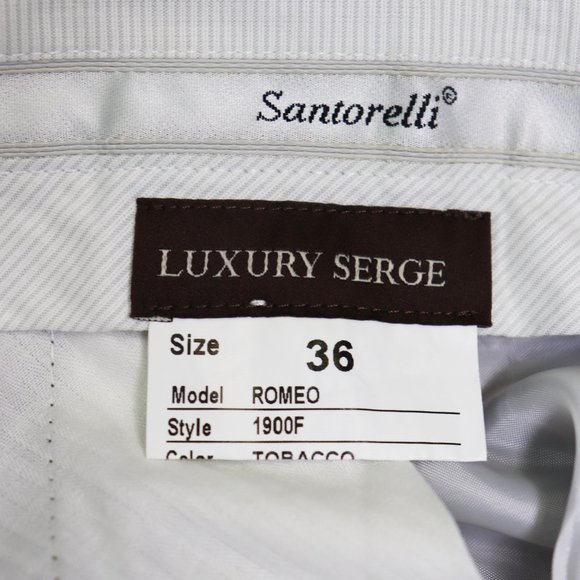 Santorelli®
LUXURY SERGE
Size 36
Model ROMEO
Style 1900F
Color TOBACCO